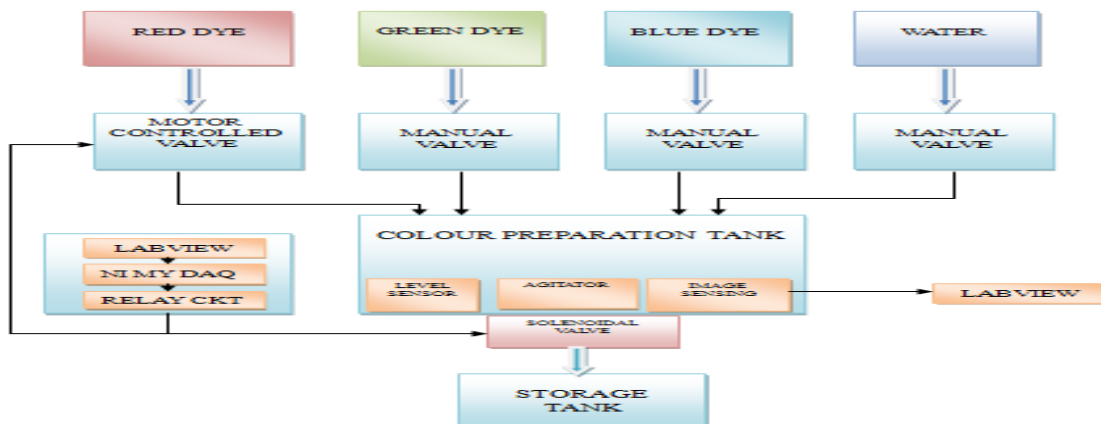 RED DYE
GREEN DYE
BLUE DYE
WATER
MOTOR
CONTROLLED
VALVE
MANUAL
VALVE
MANUAL
VALVE
MANUAL
VALVE
COLOUR PREPARATION TANK
LABVIEW
NI MY DAQ
RELAY CKT
LEVEL
SENSOR
AGITATOR
IMAGE
SENSING
LABVIEW
SOLENOIDAL
VALVE
STORAGE
TANK